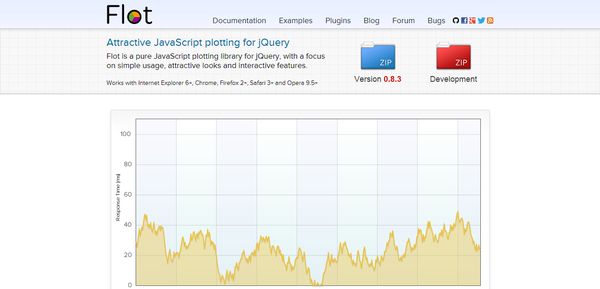 Flot
Documentation Examples Plugins Blog Forum Bugs
Attractive JavaScript plotting for jQuery
Flot is a pure JavaScript plotting library for jQuery, with a focus
on simple usage, attractive looks and interactive features.
Works with Internet Explorer 6+, Chrome, Firefox 2+, Safari 3+ and Opera 9.5+
ZIP
Version 0.8.3
ZIP
Development
Response Time (ms)
100
80
60
40
20
0